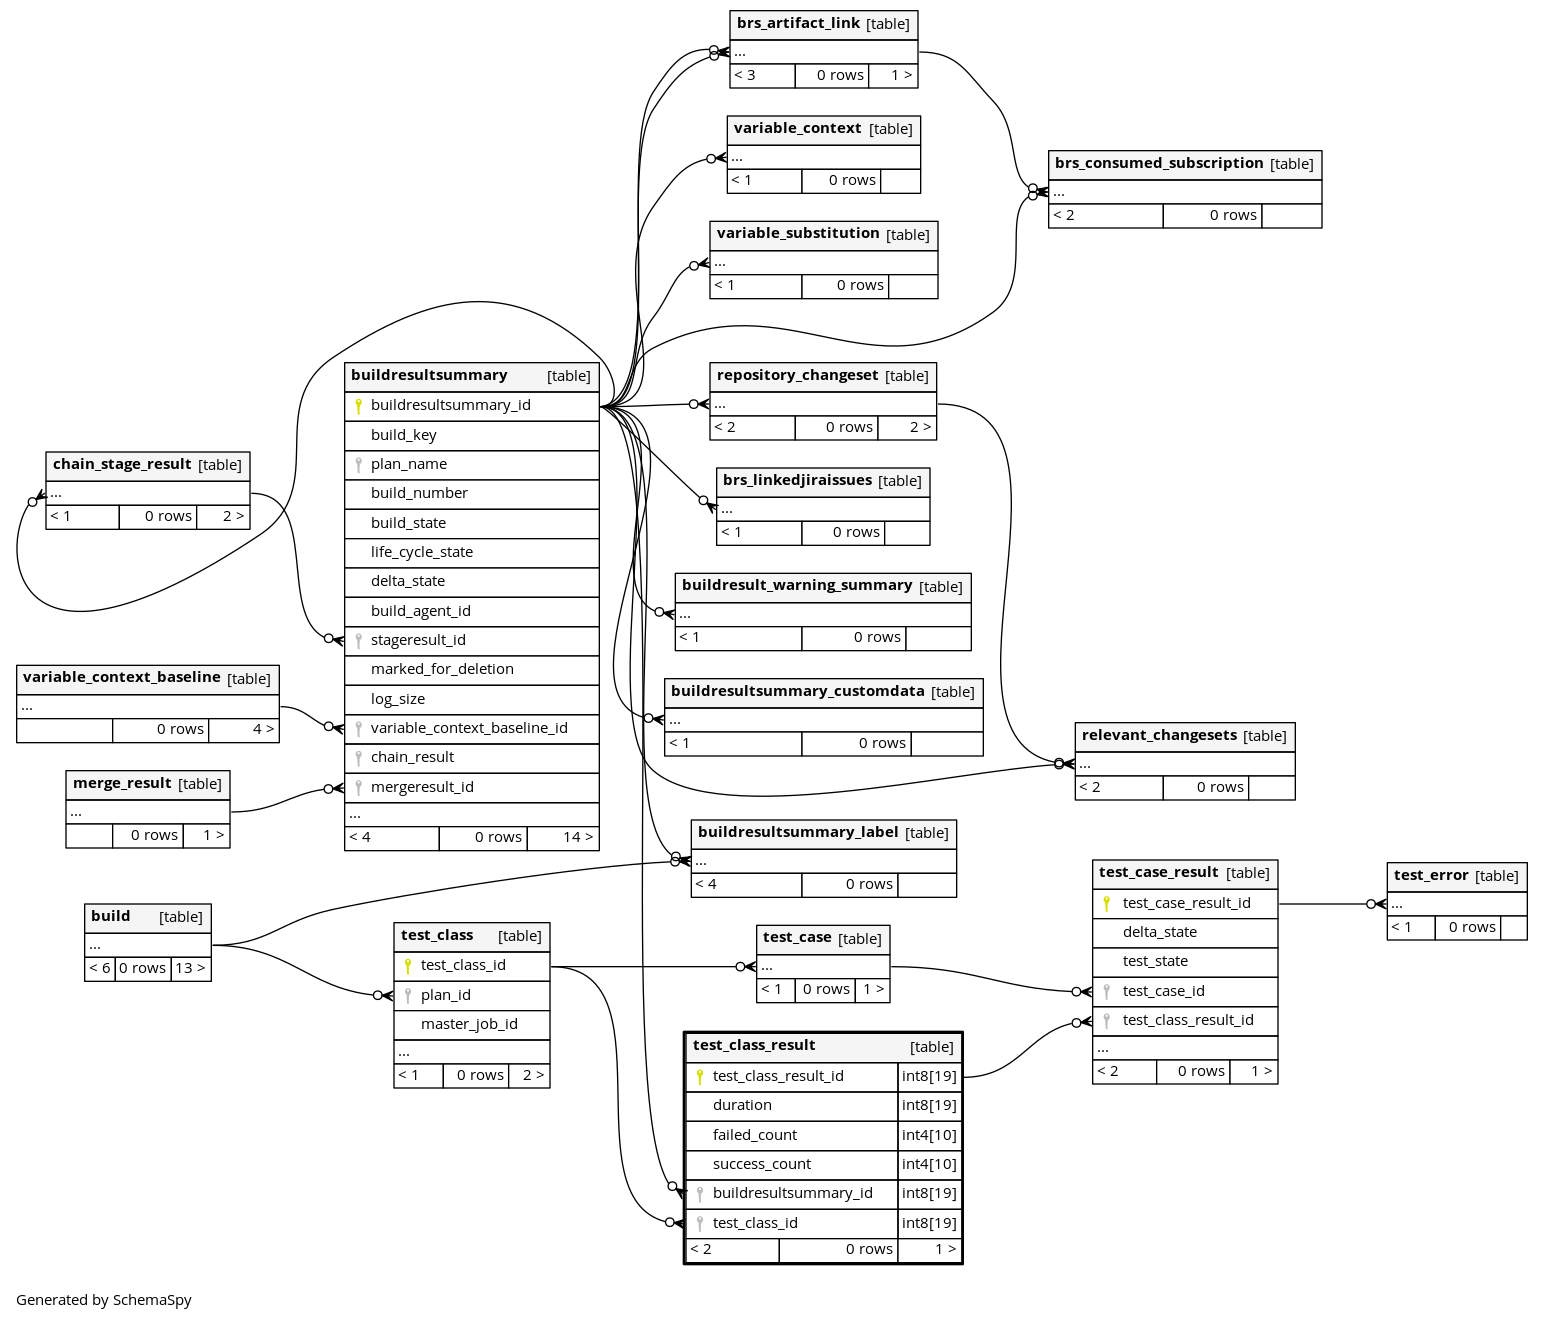 brs_artifact_link [table]
...
< 3 0 rows 1 >
variable_context [table]
...
< 1 0 rows
brs_consumed_subscription [table]
...
< 2 0 rows
variable_substitution [table]
...
< 1 0 rows
buildresultsummary [table]
buildresultsummary_id
build_key
plan_name
build_number
build_state
life_cycle_state
delta_state
build_agent_id
stageresult_id
marked_for_deletion
log_size
variable_context_baseline_id
chain_result
mergeresult_id
...
< 4 0 rows 14 >
repository_changeset [table]
...
< 2 0 rows 2 >
chain_stage_result [table]
...
< 1 0 rows 2 >
brs_linkedjiraissues [table]
...
< 1 0 rows
buildresult_warning_summary [table]
...
< 1 0 rows
variable_context_baseline [table]
...
0 rows 4 >
buildresultsummary_customdata [table]
...
< 1 0 rows
relevant_changesets [table]
...
< 2 0 rows
merge_result [table]
...
0 rows 1 >
buildresultsummary_label [table]
...
< 4 0 rows
build [table]
...
< 6 0 rows 13 >
test_class [table]
test_class_id
plan_id
master_job_id
...
< 1 0 rows 2 >
test_case [table]
...
< 1 0 rows 1 >
test_case_result [table]
test_case_result_id
delta_state
test_state
test_case_id
test_class_result_id
...
< 2 0 rows 1 >
test_error [table]
...
< 1 0 rows
test_class_result [table]
test_class_result_id int8[19]
duration int8[19]
failed_count int4[10]
success_count int4[10]
buildresultsummary_id int8[19]
test_class_id int8[19]
< 2 0 rows 1 >
Generated by SchemaSpy